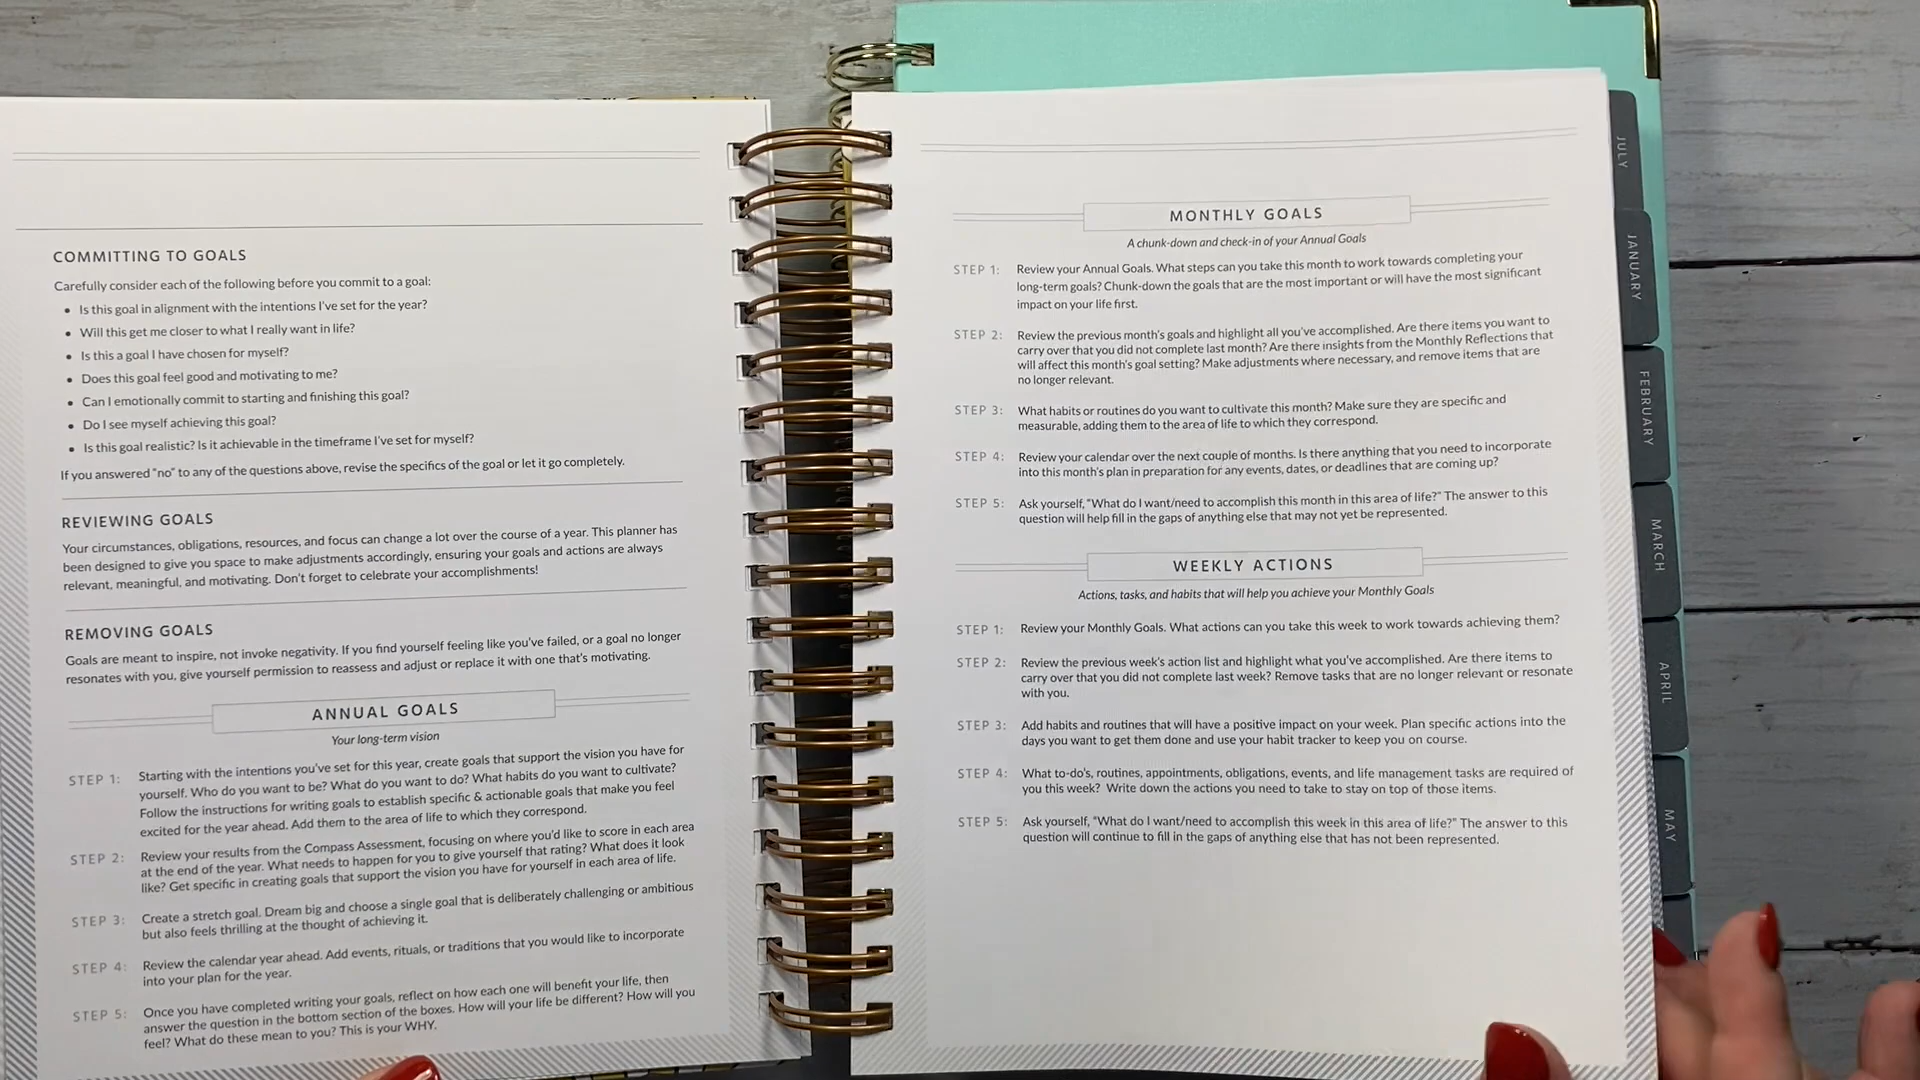 COMMITTING TO GOALS
Carefully consider each of the following before you commit to a goal:
• Is this goal in alignment with the intentions I've set for the year?
• Will this get me closer to what I really want in life?
• Is this a goal I have chosen for myself?
• Does this goal feel good and motivating to me?
• Can I emotionally commit to starting and finishing this goal?
• Do I see myself achieving this goal?
• Is this goal realistic? Is it achievable in the timeframe I've set for myself?
If you answered "no" to any of the questions above, revise the specifics of the goal or let it go completely.
REVIEWING GOALS
Your circumstances, obligations, resources, and focus can change a lot over the course of a year. This planner has
been designed to give you space to make adjustments accordingly, ensuring your goals and actions are always
relevant, meaningful, and motivating. Don't forget to celebrate your accomplishments!
REMOVING GOALS
Goals are meant to inspire, not invoke negativity. If you find yourself feeling like you've failed, or a goal no longer
resonates with you, give yourself permission to reassess and adjust or replace it with one that's motivating.
ANNUAL GOALS
Your long-term vision
STEP 1: Starting with the intentions you've set for this year, create goals that support the vision you have for
yourself. Who do you want to be? What do you want to do? What habits do you want to cultivate?
Follow the instructions for writing goals to establish specific & actionable goals that make you feel
excited for the year ahead. Add them to the area of life to which they correspond.
STEP 2: Review your results from the Compass Assessment, focusing on where you'd like to score in each area
at the end of the year. What needs to happen for you to give yourself that rating? What does it look
like? Get specific in creating goals that support the vision you have for yourself in each area of life.
STEP 3: Create a stretch goal. Dream big and choose a single goal that is deliberately challenging or ambitious
but also feels thrilling at the thought of achieving it.
STEP 4: Review the calendar year ahead. Add events, rituals, or traditions that you would like to incorporate
into your plan for the year.
STEP 5: Once you have completed writing your goals, reflect on how each one will benefit your life, then
answer the question in the bottom section of the boxes. How will your life be different? How will you
feel? What do these mean to you? This is your WHY.
MONTHLY GOALS
A chunk-down and check-in of your Annual Goals
STEP 1: Review your Annual Goals. What steps can you take this month to work towards completing your
long-term goals? Chunk-down the goals that are the most important or will have the most significant
impact on your life first.
STEP 2: Review the previous month's goals and highlight all you've accomplished. Are there items you want to
carry over that you did not complete last month? Are there insights from the Monthly Reflections that
will affect this month's goal setting? Make adjustments where necessary, and remove items that are
no longer relevant.
STEP 3: What habits or routines do you want to cultivate this month? Make sure they are specific and
measurable, adding them to the area of life to which they correspond.
STEP 4: Review your calendar over the next couple of months. Is there anything that you need to incorporate
into this month's plan in preparation for any events, dates, or deadlines that are coming up?
STEP 5: Ask yourself, "What do I want/need to accomplish this month in this area of life?" The answer to this
question will help fill in the gaps of anything else that may not yet be represented.
WEEKLY ACTIONS
Actions, tasks, and habits that will help you achieve your Monthly Goals
STEP 1: Review your Monthly Goals. What actions can you take this week to work towards achieving them?
STEP 2: Review the previous week's action list and highlight what you've accomplished. Are there items to
carry over that you did not complete last week? Remove tasks that are no longer relevant or resonate
with you.
STEP 3: Add habits and routines that will have a positive impact on your week. Plan specific actions into the
days you want to get them done and use your habit tracker to keep you on course.
STEP 4: What to-do's, routines, appointments, obligations, events, and life management tasks are required of
you this week? Write down the actions you need to take to stay on top of those items.
STEP 5: Ask yourself, "What do I want/need to accomplish this week in this area of life?" The answer to this
question will continue to fill in the gaps of anything else that has not been represented.
JULY
JANUARY
FEBRUARY
MARCH
APRIL
MAY